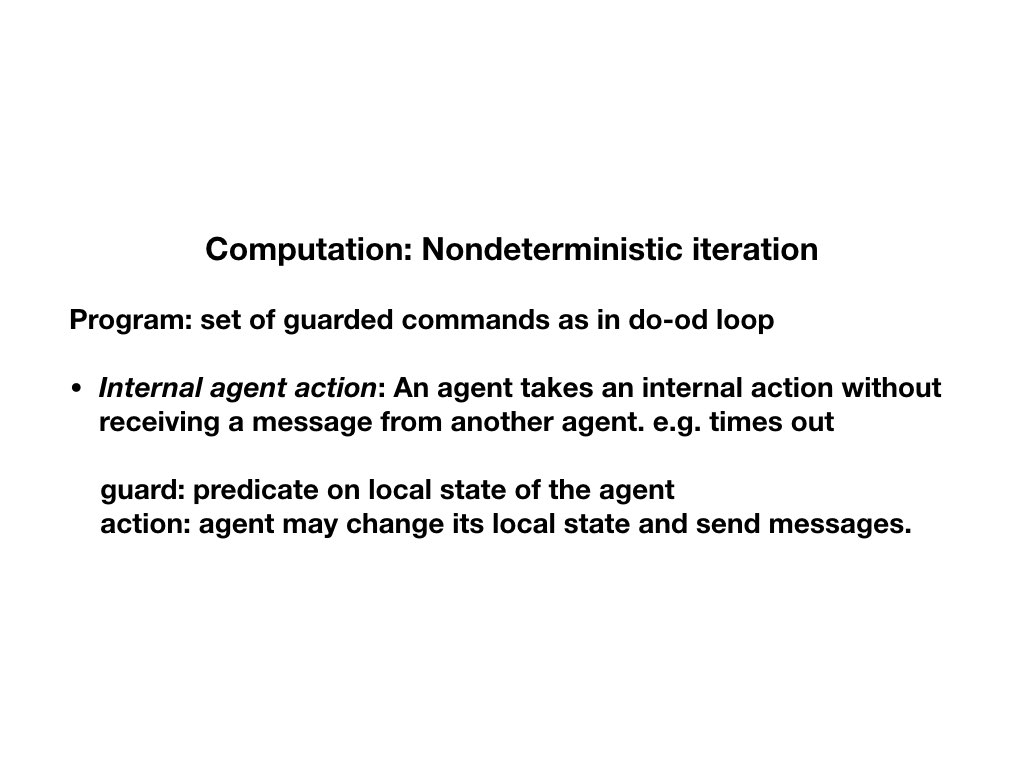 Computation: Nondeterministic iteration
Program: set of guarded commands as in do-od loop
• Internal agent action: An agent takes an internal action without
receiving a message from another agent. e.g. times out
guard: predicate on local state of the agent
action: agent may change its local state and send messages.